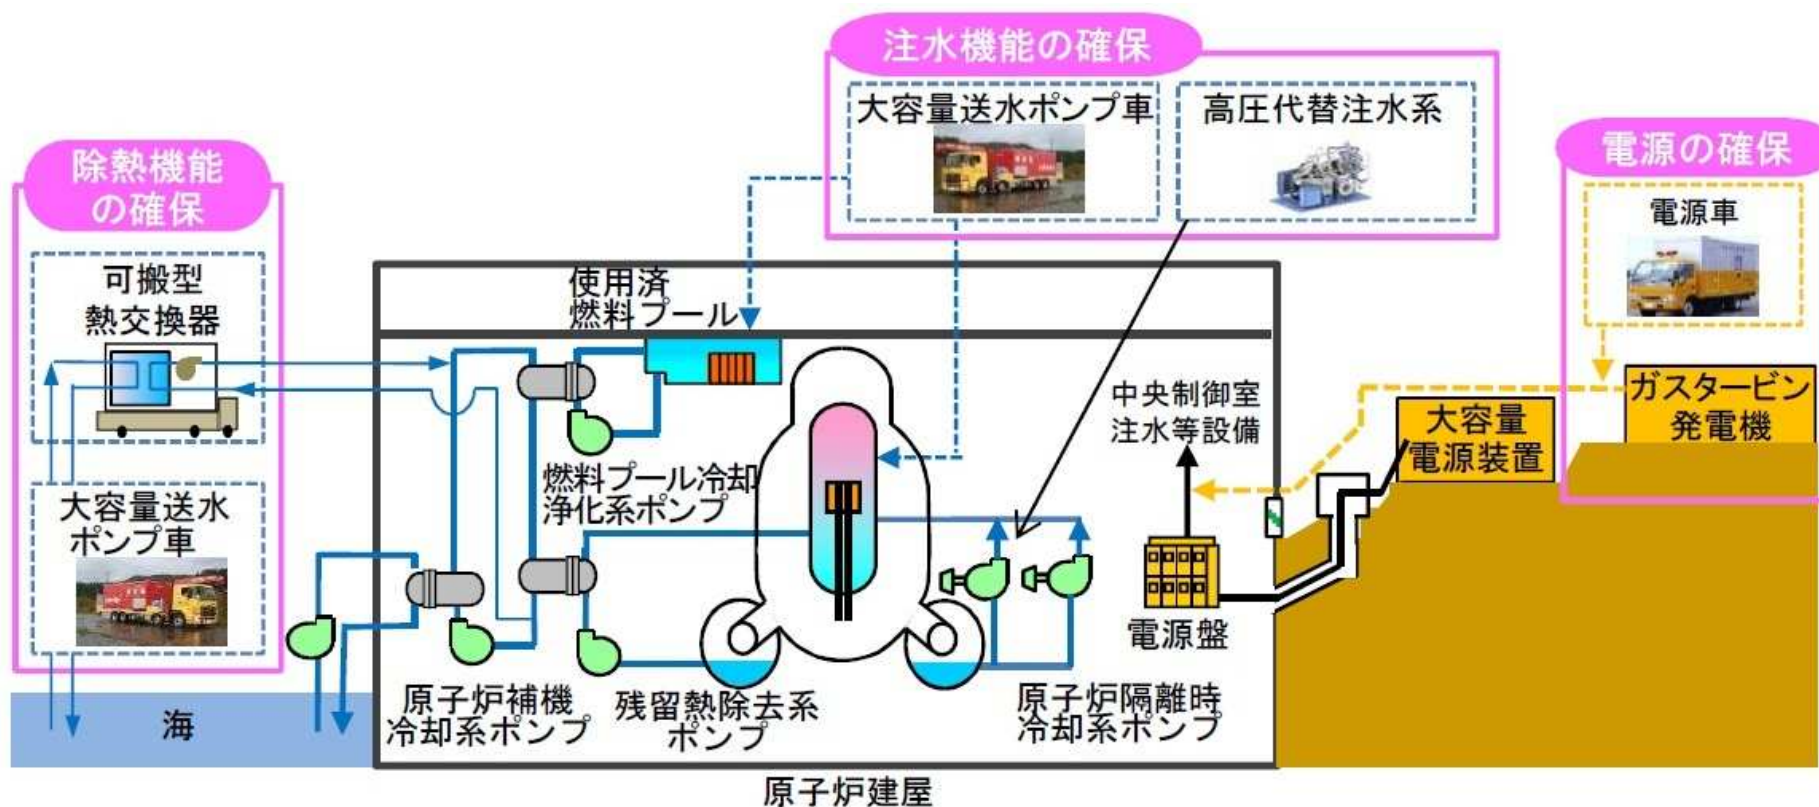 注水機能の確保
大容量送水ポンプ車
高圧代替注水系
電源の確保
電源車
除熱機能
の確保
可搬型
熱交換器
使用済
燃料プール
中央制御室
注水等設備
ガスタービン
発電機
大容量
電源装置
燃料プール冷却
浄化系ポンプ
大容量送水
ポンプ車
電源盤
原子炉補機
冷却系ポンプ
残留熱除去系
ポンプ
原子炉隔離時
冷却系ポンプ
海
原子炉建屋